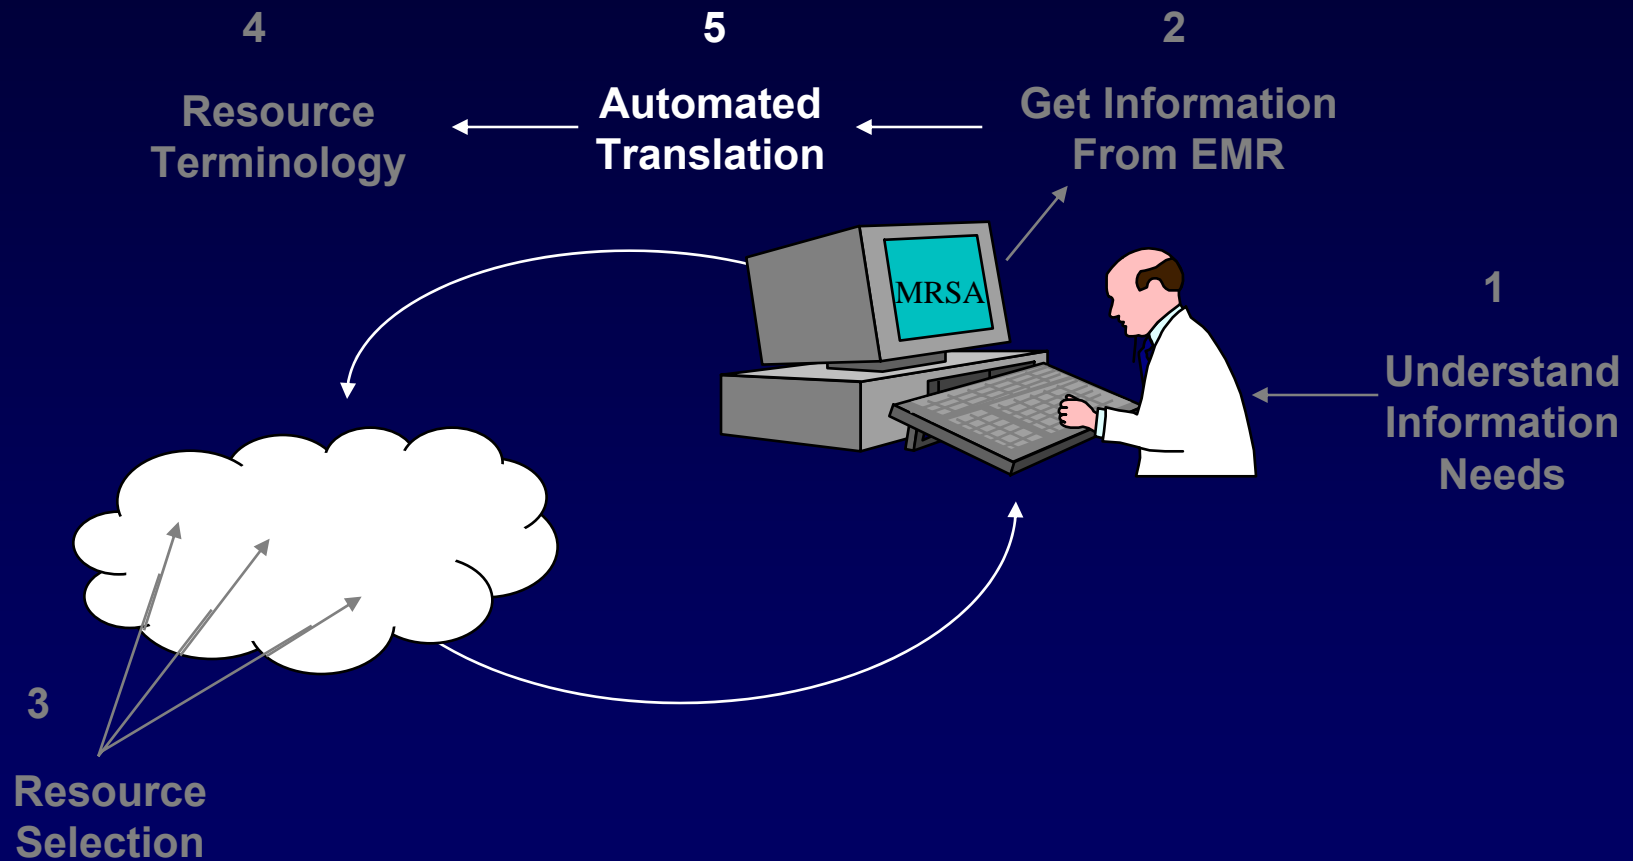 4
Resource
Terminology
5
Automated
Translation
2
Get Information
From EMR
MRSA
1
Understand
Information
Needs
3
Resource
Selection